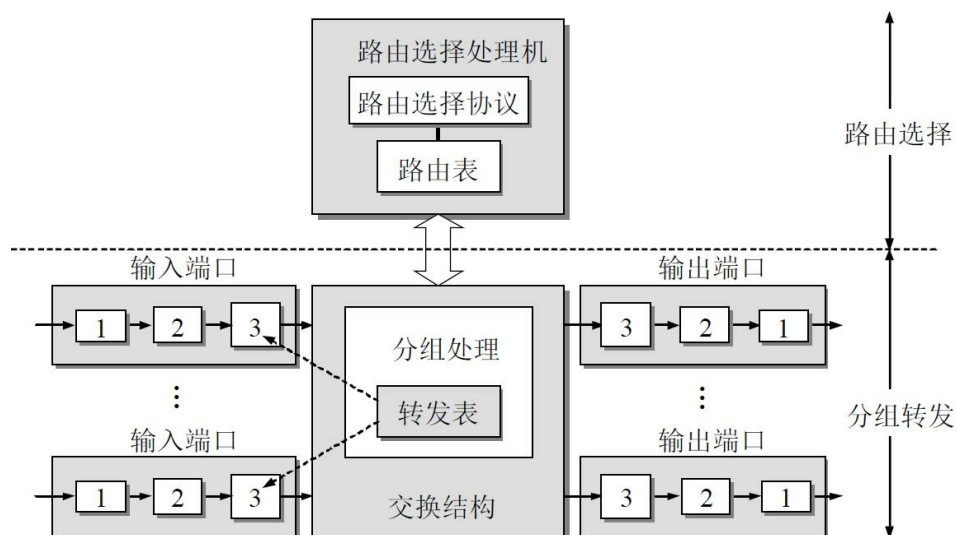 路由选择处理机
路由选择协议
路由表
路由选择
输入端口
输出端口
1 2 3
分组处理
转发表
3 2 1
⋮
⋮
分组转发
输入端口
输出端口
1 2 3
交换结构
3 2 1